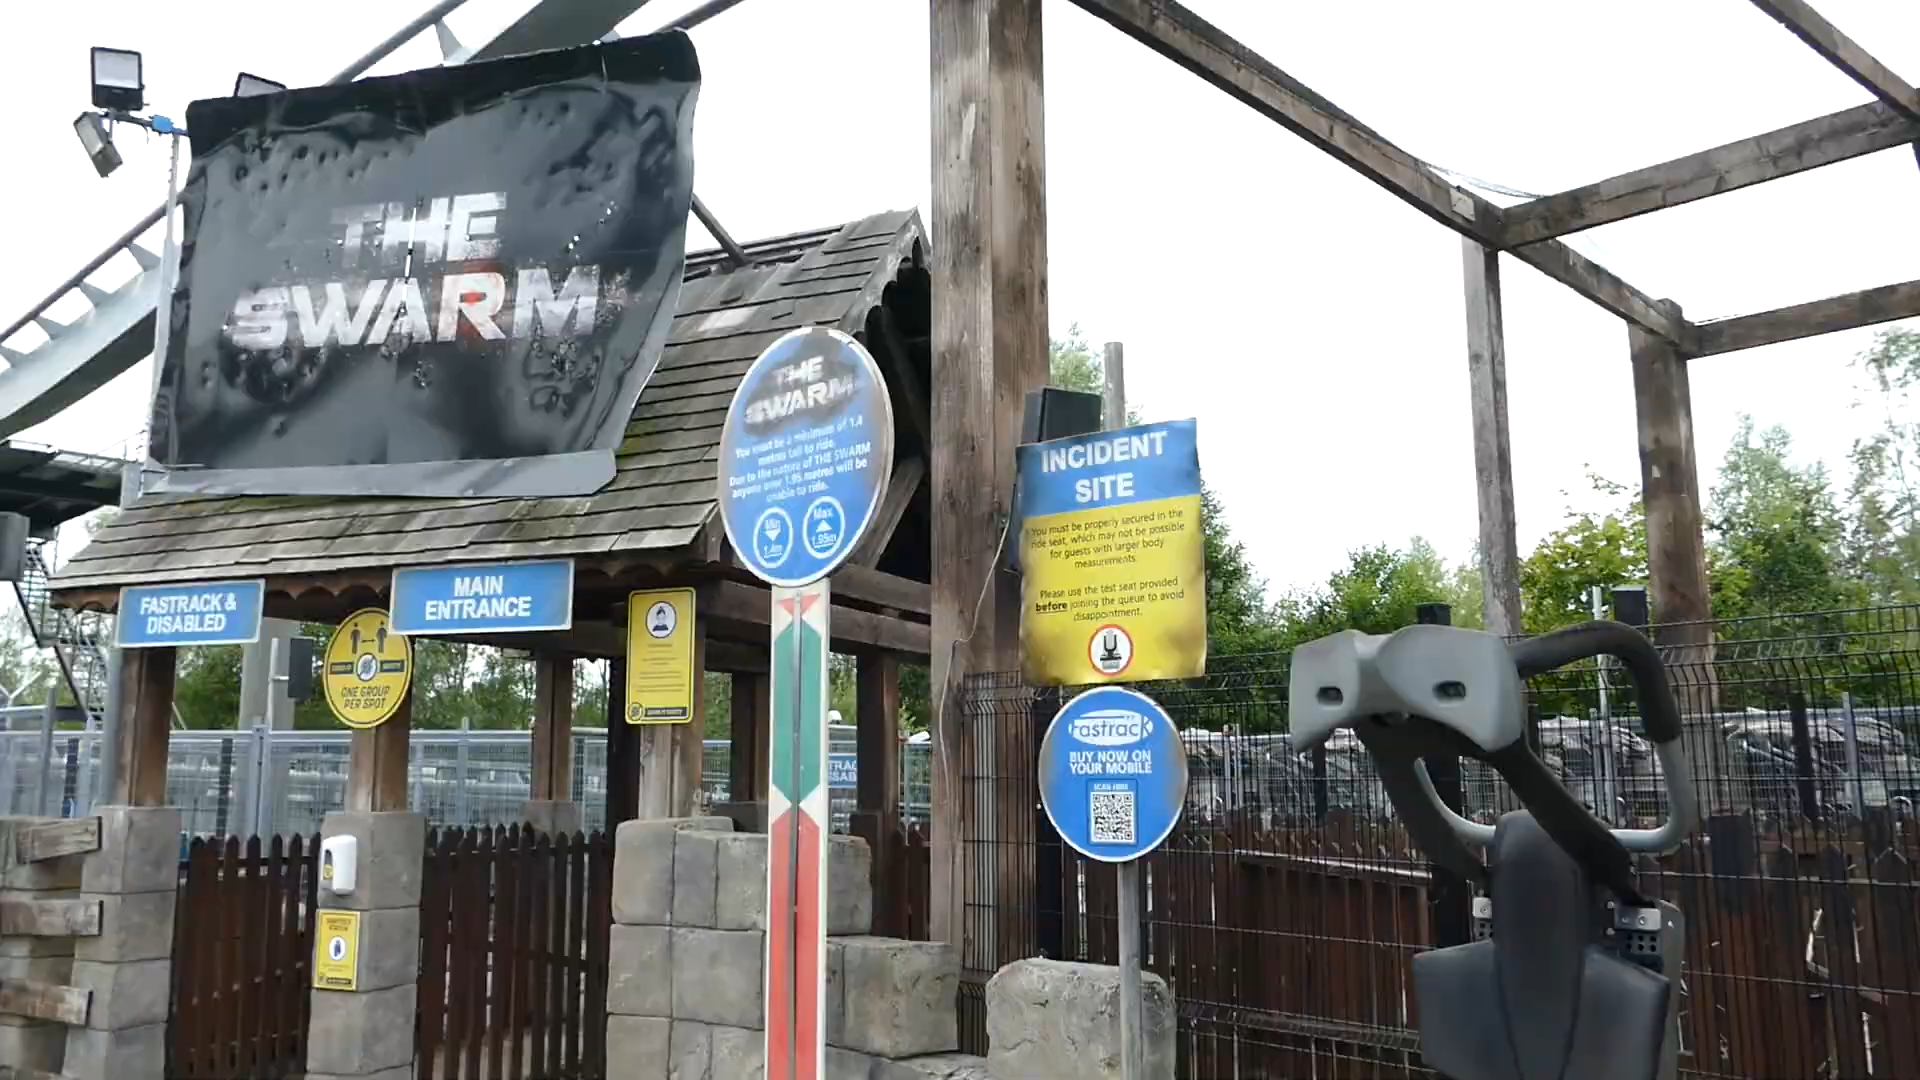 THE
SWARM
THE
SWARM
You must be a minimum of 1.4
metres tall to ride.
Due to the nature of THE SWARM
anyone over 1.95 metres will be
unable to ride.
Min
1.4m
Max
1.95m
INCIDENT
SITE
You must be properly secured in the
ride seat, which may not be possible
for guests with larger body
measurements.
Please use the test seat provided
before joining the queue to avoid
disappointment.
FASTRACK &
DISABLED
MAIN
ENTRANCE
ONE GROUP
PER SPOT
fastrack
BUY NOW ON
YOUR MOBILE
SCAN HERE